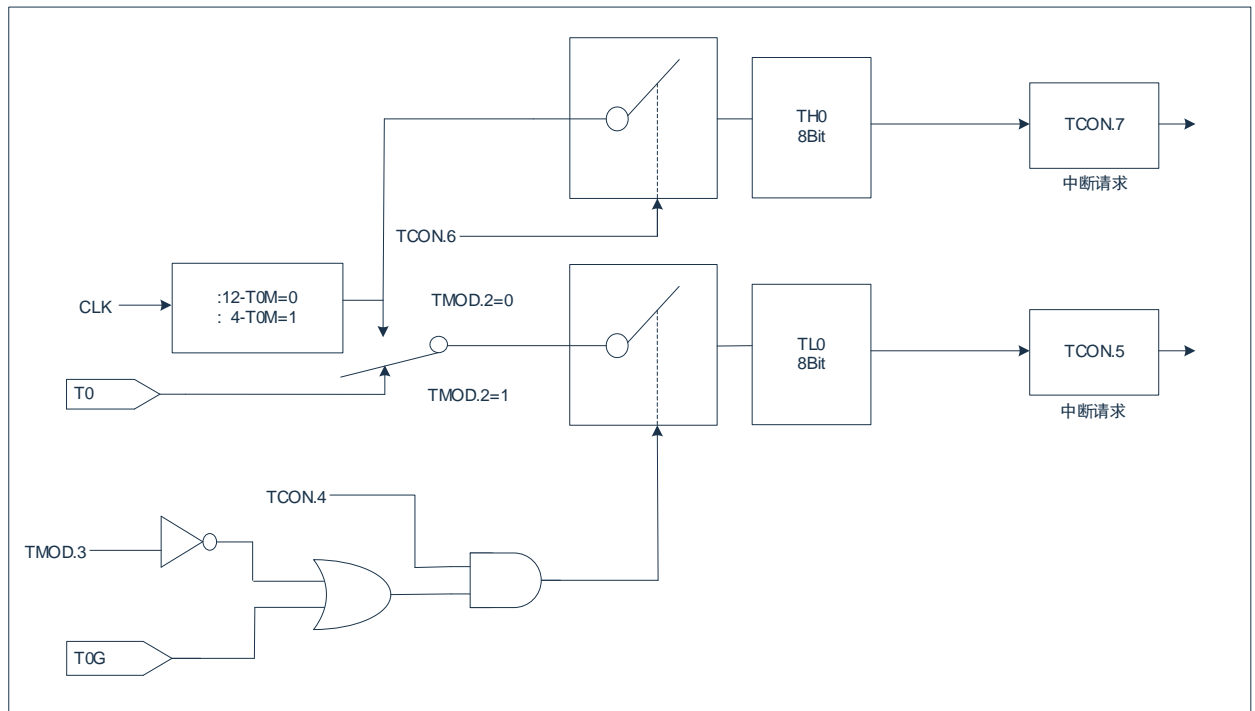 TH0
8Bit
TCON.7
中断请求
TCON.6
CLK
:12-T0M=0
: 4-T0M=1
TMOD.2=0
TL0
8Bit
TCON.5
中断请求
T0
TMOD.2=1
TCON.4
TMOD.3
T0G